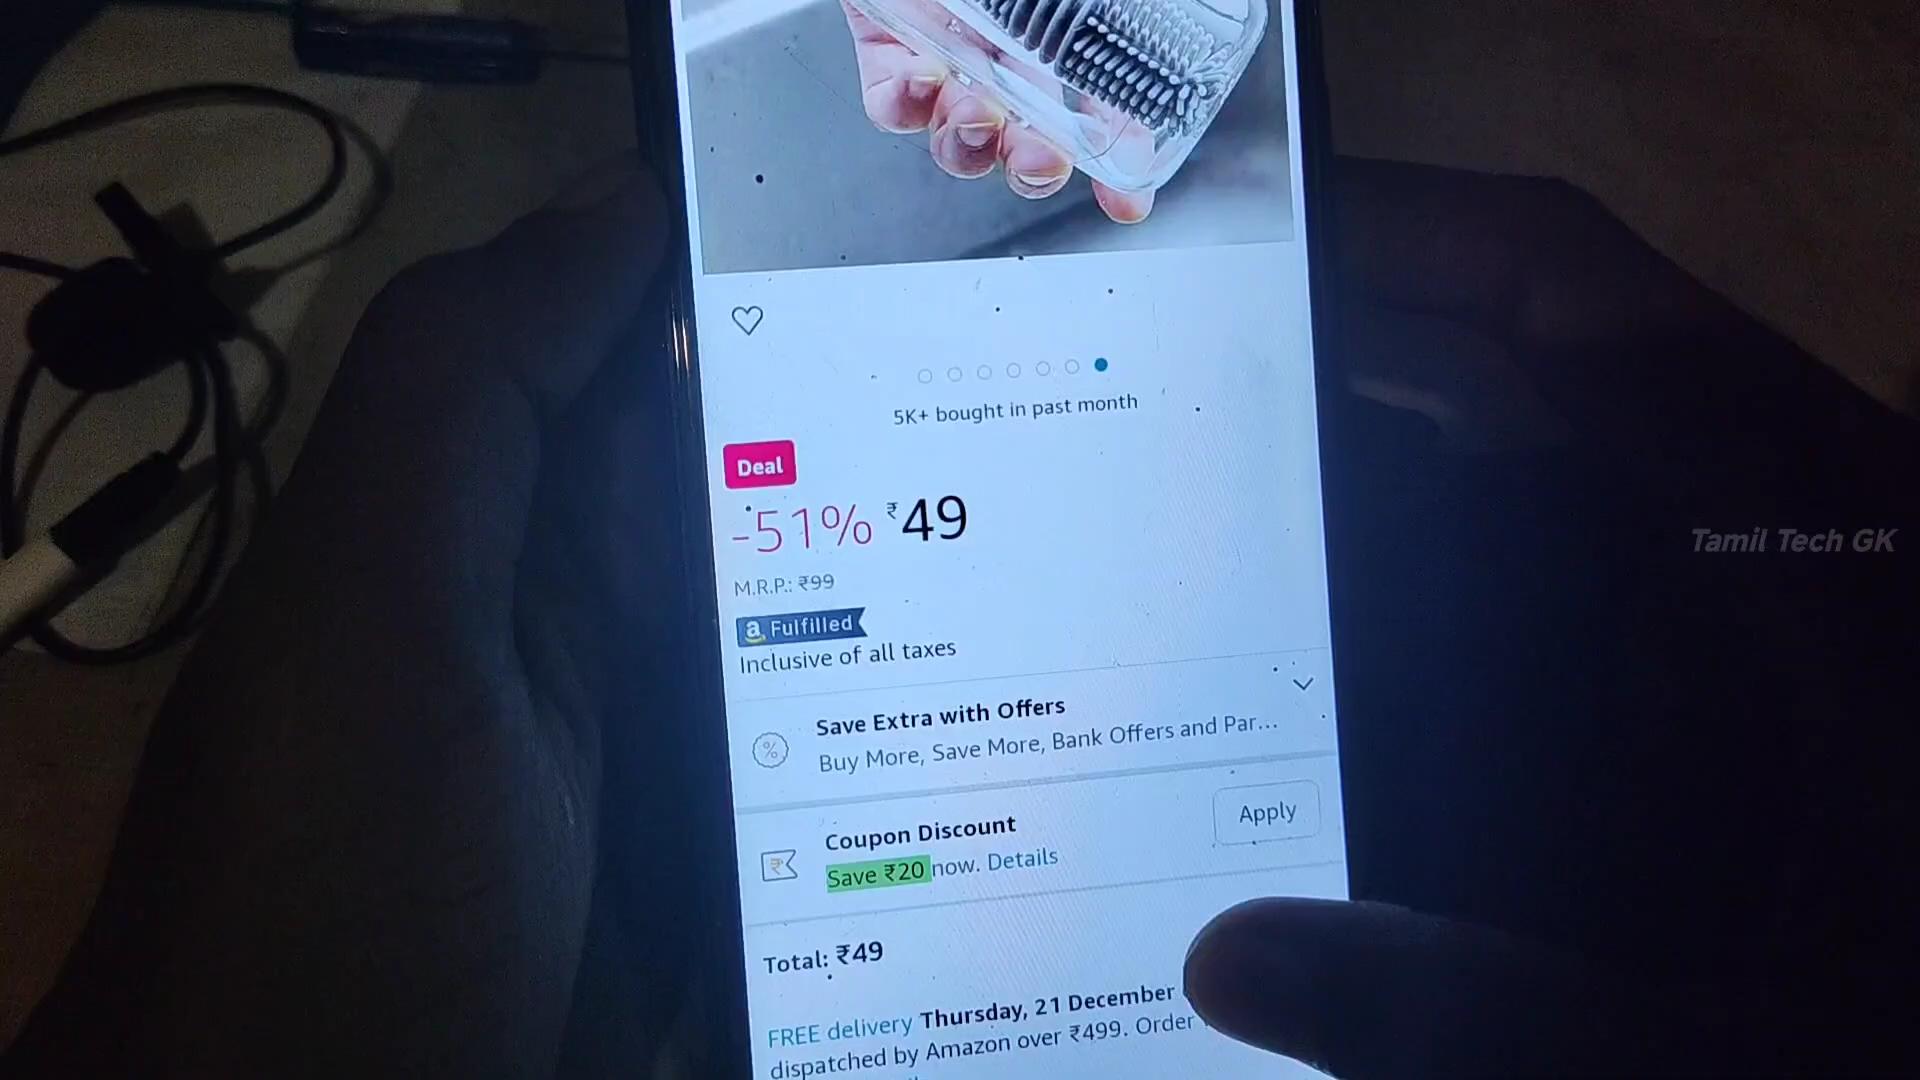 5K+ bought in past month
Deal
-51% ₹49
M.R.P.: ₹99
a Fulfilled
Inclusive of all taxes
Save Extra with Offers
Buy More, Save More, Bank Offers and Par...
Coupon Discount
Apply
Save ₹20 now. Details
Total: ₹49
FREE delivery Thursday, 21 December
dispatched by Amazon over ₹499. Order
Tamil Tech GK